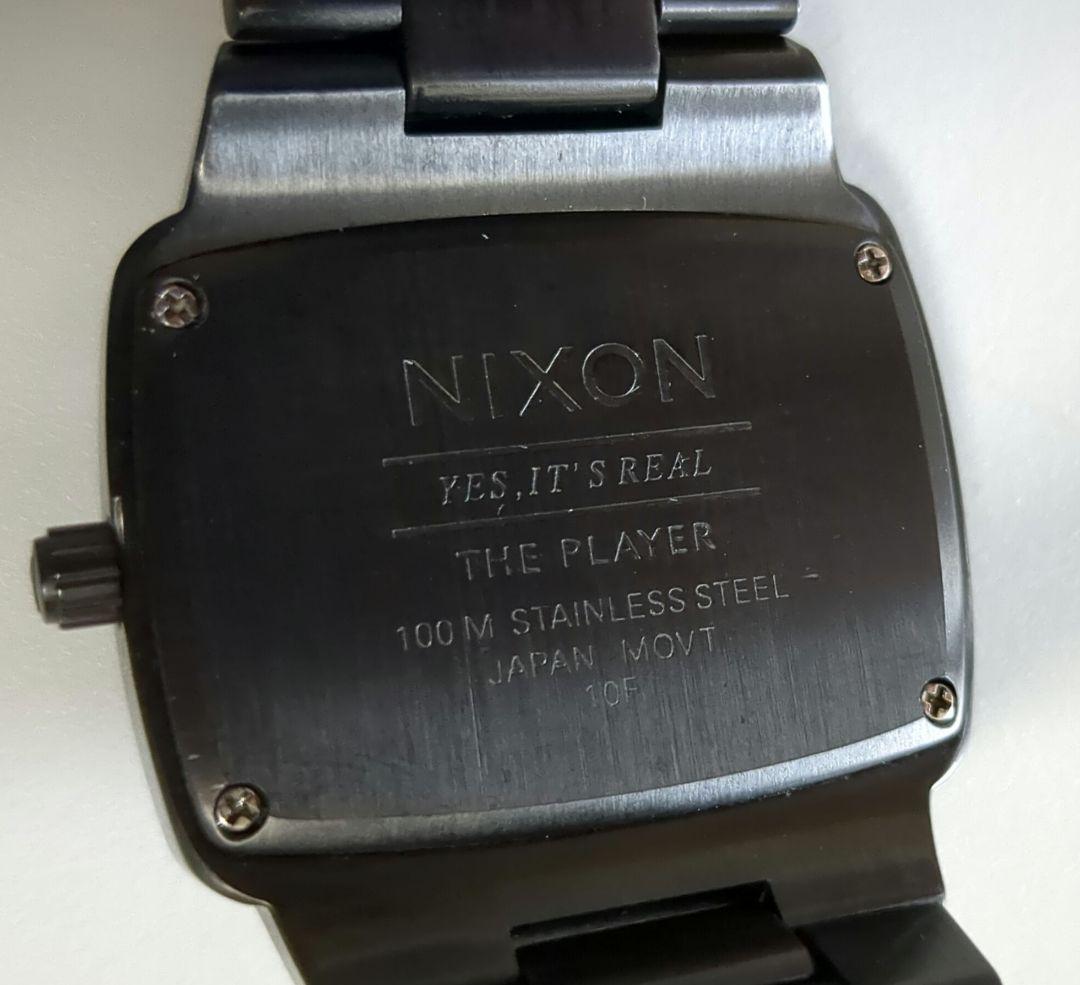 NIXON
YES, IT'S REAL
THE PLAYER
100 M STAINLESS STEEL
JAPAN MOVT
10F